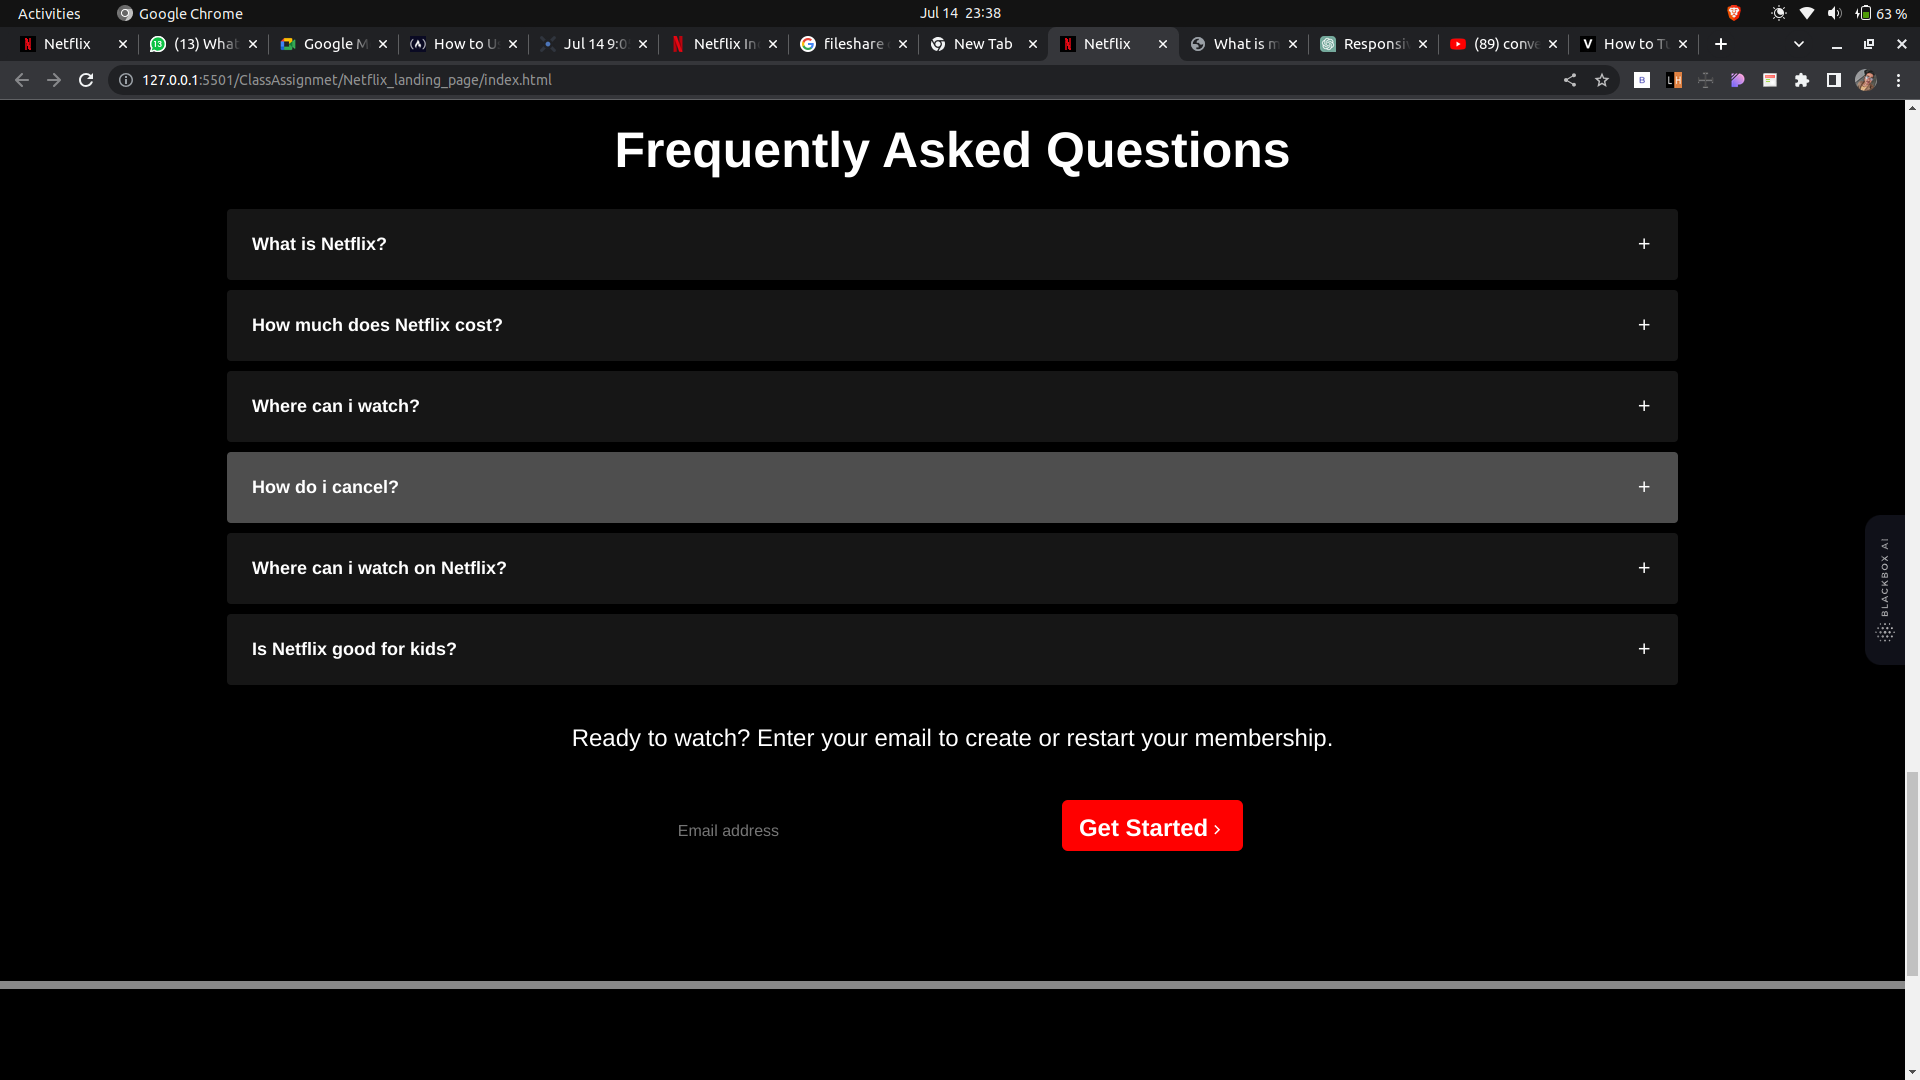 Activities Google Chrome Jul 14 23:38 63 %
Netflix (13) What Google M How to U Jul 14 9:0 Netflix In fileshare New Tab Netflix What is m Responsi (89) conve How to Tu
127.0.0.1:5501/ClassAssignmet/Netflix_landing_page/index.html
Frequently Asked Questions
What is Netflix? +
How much does Netflix cost? +
Where can i watch? +
How do i cancel? +
Where can i watch on Netflix? +
Is Netflix good for kids? +
BLACKBOX AI
Ready to watch? Enter your email to create or restart your membership.
Email address Get Started ›